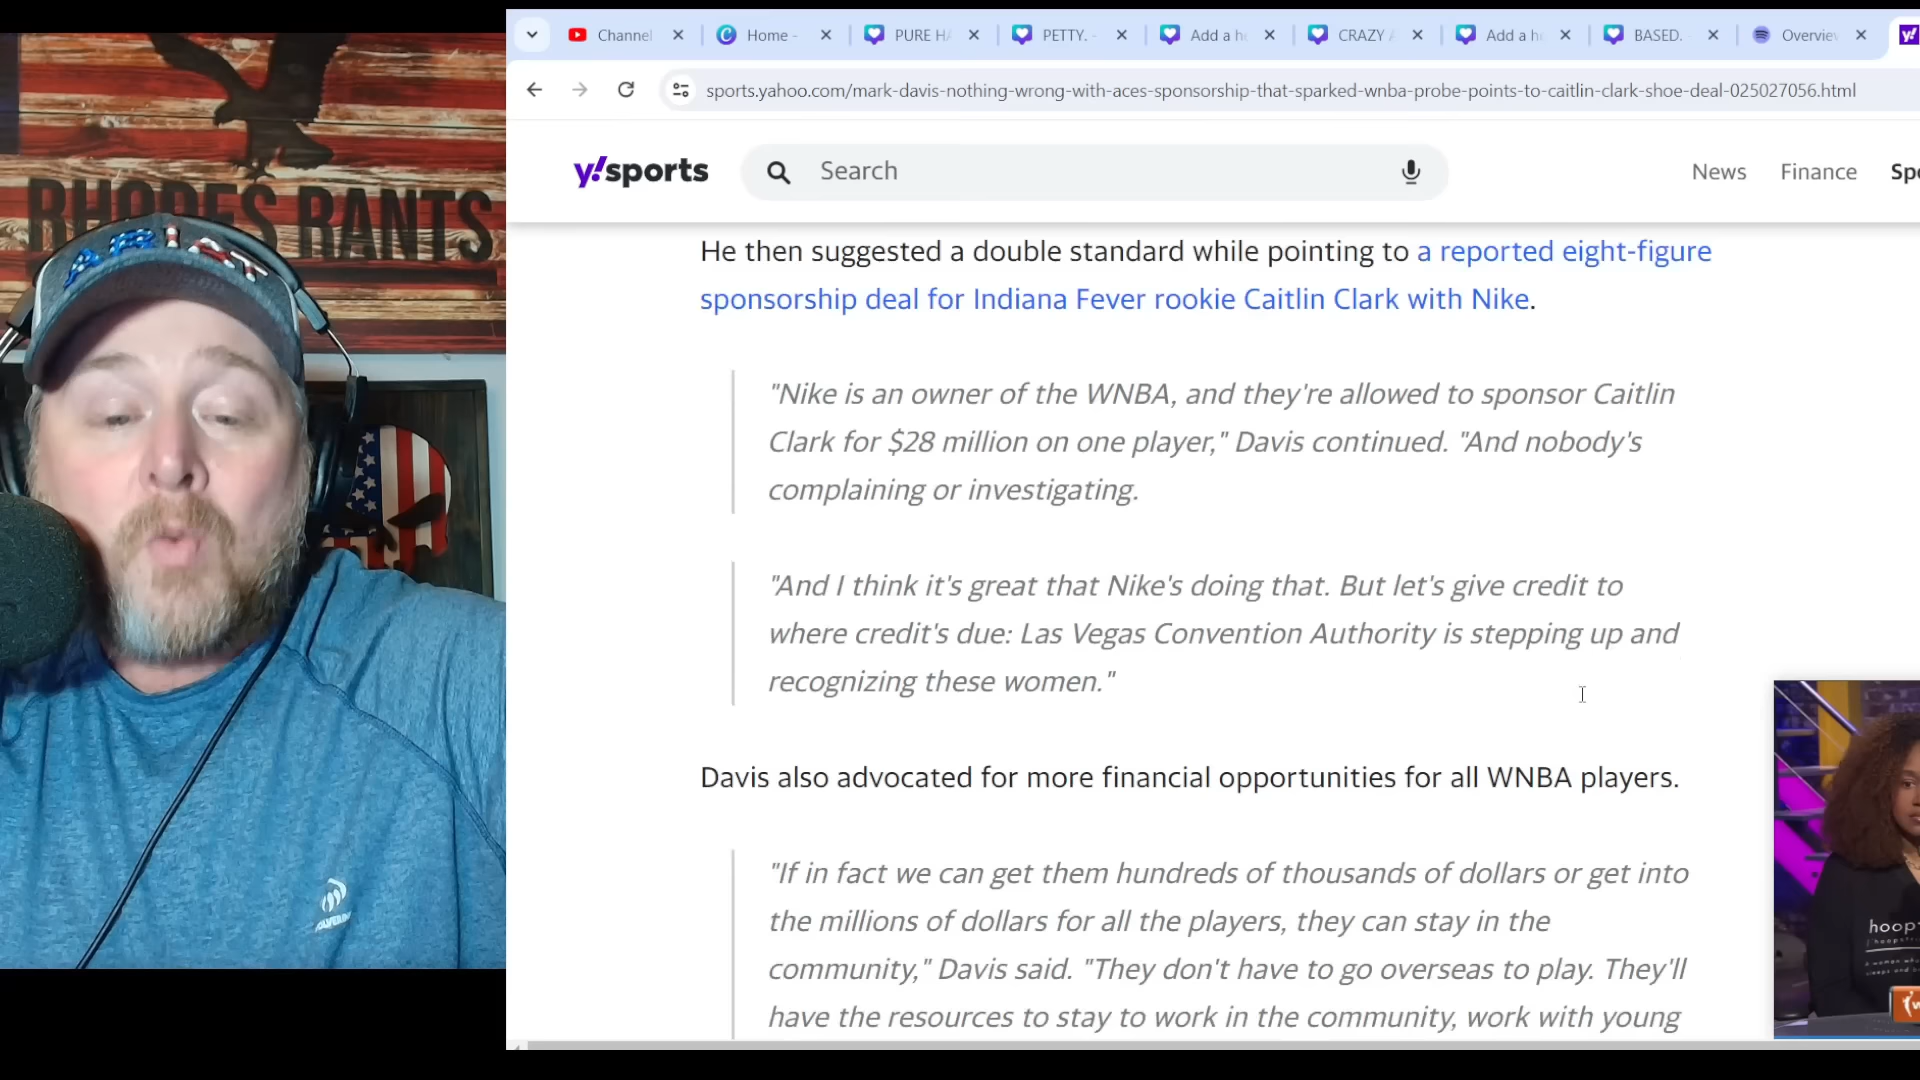 Channel
Home -
PURE H
PETTY. -
Add a h
CRAZY
Add a h
BASED.
Overvie
y!
sports.yahoo.com/mark-davis-nothing-wrong-with-aces-sponsorship-that-sparked-wnba-probe-points-to-caitlin-clark-shoe-deal-025027056.html
y!sports
Search
News
Finance
Spo
RHODES RANTS
ARIAT
He then suggested a double standard while pointing to a reported eight-figure
sponsorship deal for Indiana Fever rookie Caitlin Clark with Nike.
"Nike is an owner of the WNBA, and they're allowed to sponsor Caitlin
Clark for $28 million on one player," Davis continued. "And nobody's
complaining or investigating.
"And I think it's great that Nike's doing that. But let's give credit to
where credit's due: Las Vegas Convention Authority is stepping up and
recognizing these women."
Davis also advocated for more financial opportunities for all WNBA players.
"If in fact we can get them hundreds of thousands of dollars or get into
the millions of dollars for all the players, they can stay in the
community," Davis said. "They don't have to go overseas to play. They'll
have the resources to stay to work in the community, work with young
hoop